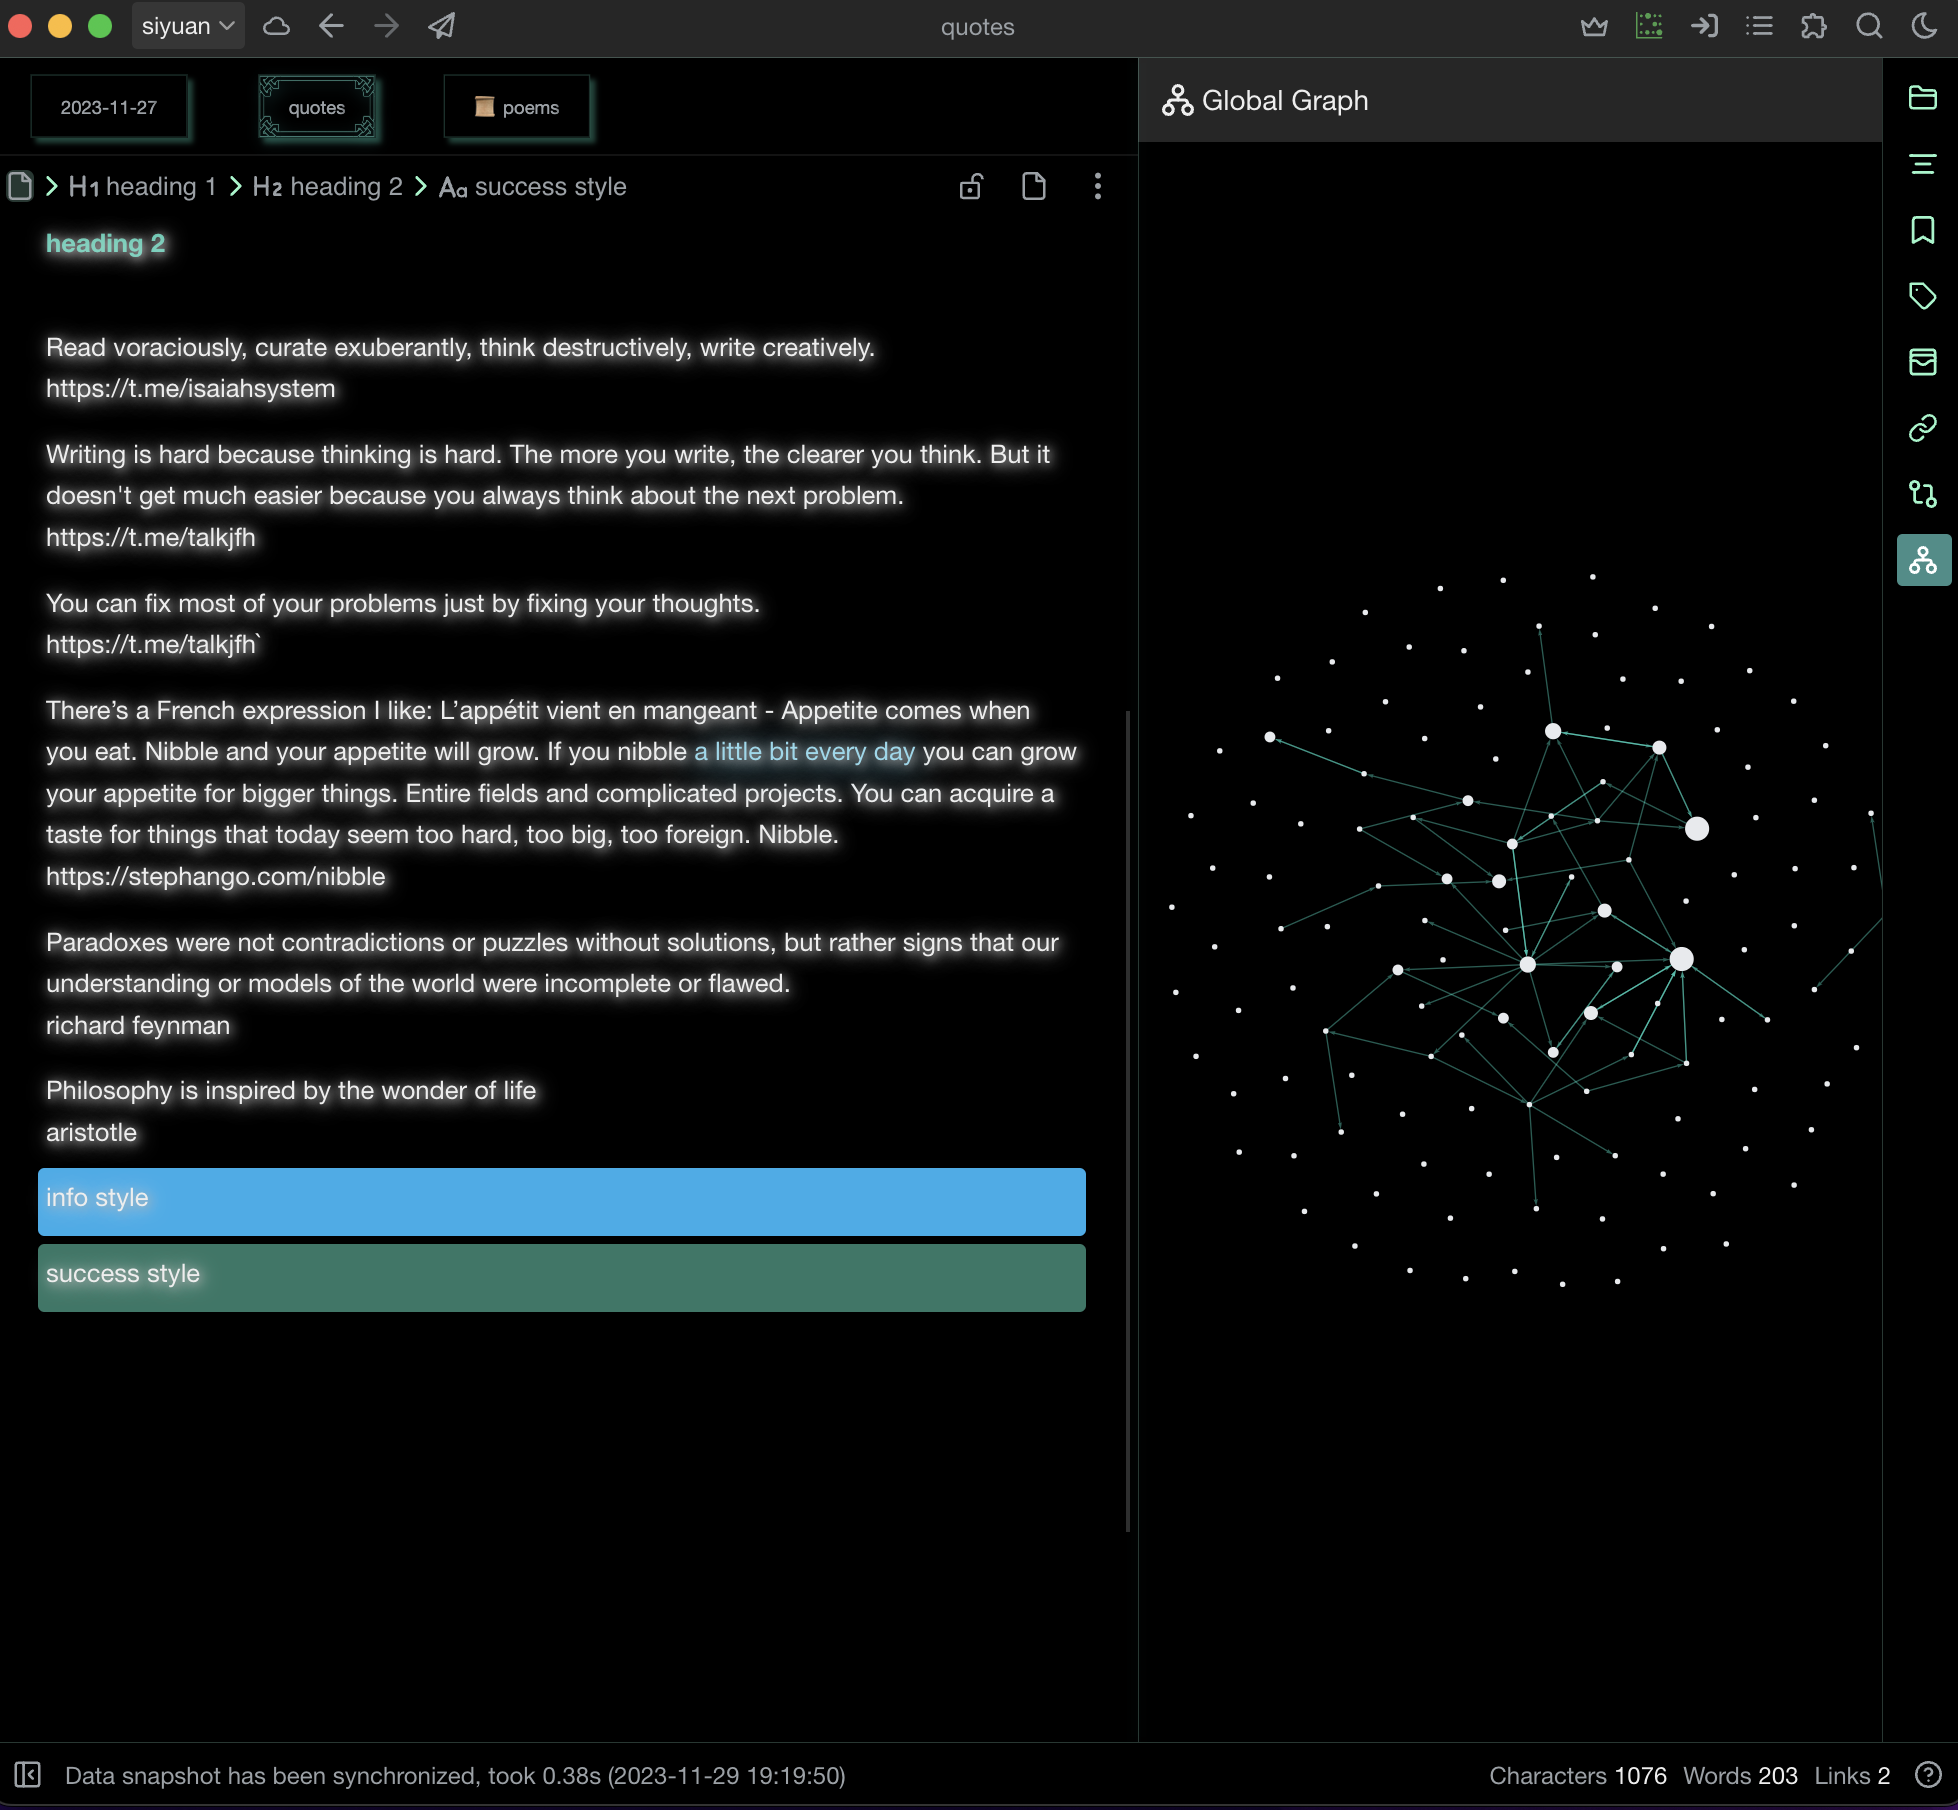 siyuan
quotes
2023-11-27
quotes
poems
Global Graph
H1 heading 1 H2 heading 2 Aa success style
heading 2
Read voraciously, curate exuberantly, think destructively, write creatively.
https://t.me/isaiahsystem
Writing is hard because thinking is hard. The more you write, the clearer you think. But it
doesn't get much easier because you always think about the next problem.
https://t.me/talkjfh
You can fix most of your problems just by fixing your thoughts.
https://t.me/talkjfh`
There’s a French expression I like: L’appétit vient en mangeant - Appetite comes when
you eat. Nibble and your appetite will grow. If you nibble a little bit every day you can grow
your appetite for bigger things. Entire fields and complicated projects. You can acquire a
taste for things that today seem too hard, too big, too foreign. Nibble.
https://stephango.com/nibble
Paradoxes were not contradictions or puzzles without solutions, but rather signs that our
understanding or models of the world were incomplete or flawed.
richard feynman
Philosophy is inspired by the wonder of life
aristotle
info style
success style
Data snapshot has been synchronized, took 0.38s (2023-11-29 19:19:50)
Characters 1076 Words 203 Links 2